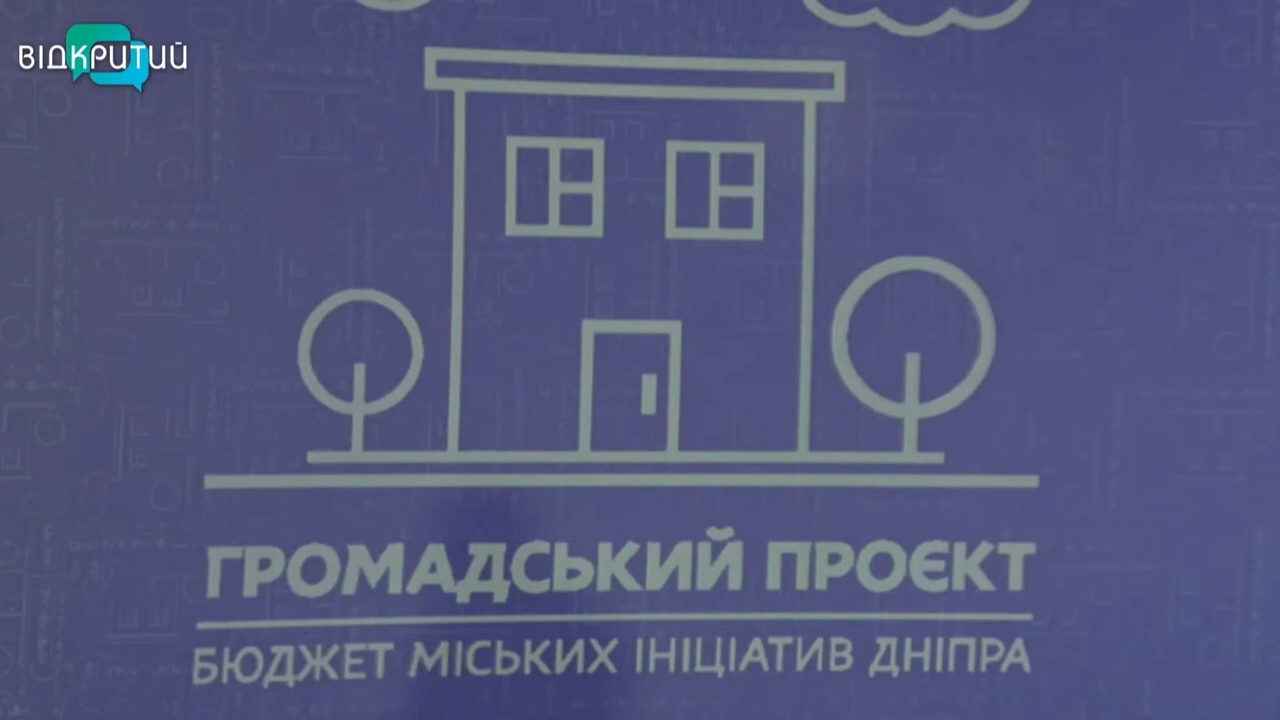 ВІДКРИТИЙ
ГРОМАДСЬКИЙ ПРОЄКТ
БЮДЖЕТ МІСЬКИХ ІНІЦІАТИВ ДНІПРА